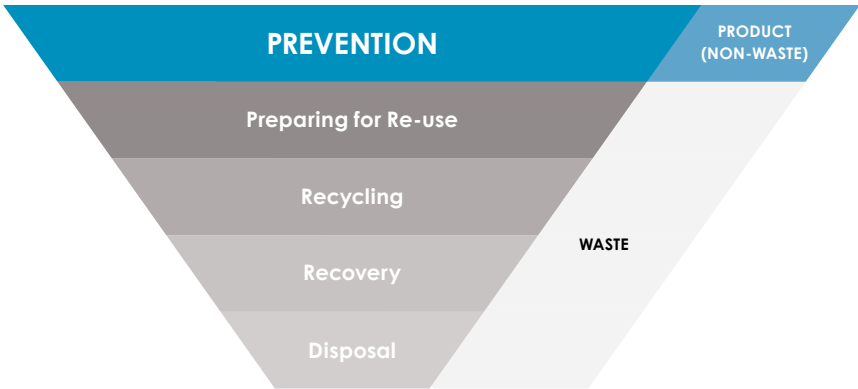 PREVENTION
PRODUCT
(NON-WASTE)
Preparing for Re-use
Recycling
WASTE
Recovery
Disposal